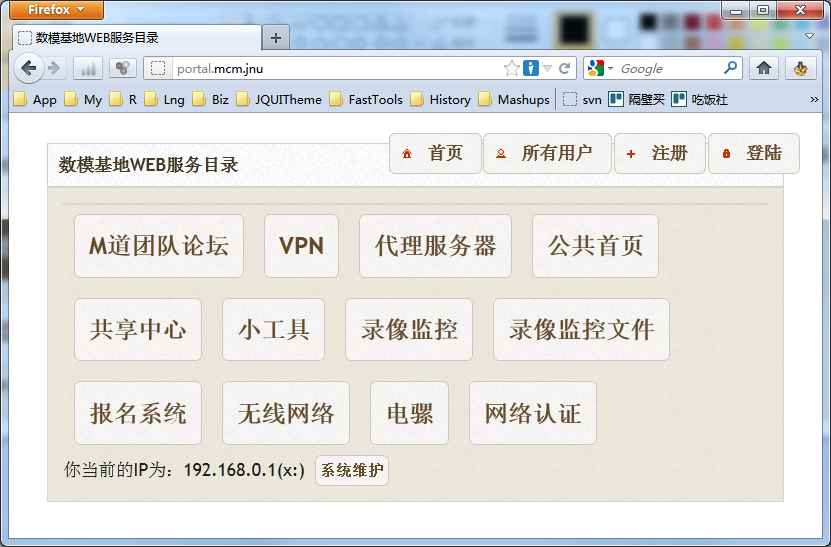 Firefox
数模基地WEB服务目录
portal.mcm.jnu
Google
App My R Lng Biz JQUITheme FastTools History Mashups svn 隔壁买 吃饭社 »
首页 所有用户 注册 登陆
数模基地WEB服务目录
M道团队论坛 VPN 代理服务器 公共首页
共享中心 小工具 录像监控 录像监控文件
报名系统 无线网络 电骡 网络认证
你当前的IP为：192.168.0.1(x:) 系统维护